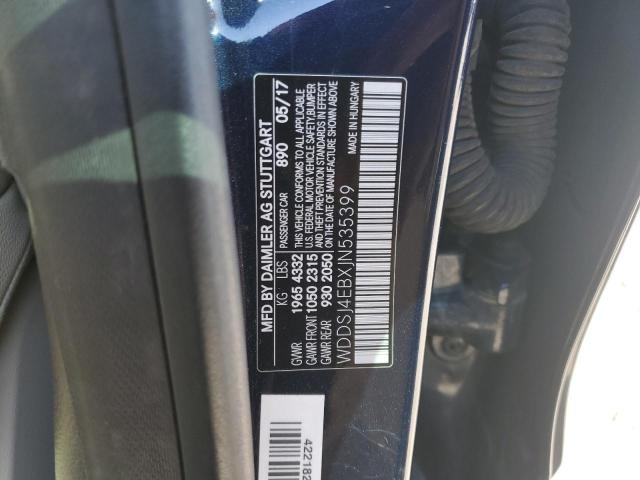 MFD BY DAIMLER AG STUTTGART
PASSENGER CAR 890 05/17
KG LBS THIS VEHICLE CONFORMS TO ALL APPLICABLE
GVWR 1965 4332 U.S. FEDERAL MOTOR VEHICLE SAFETY/BUMPER
GAWR FRONT 1050 2315 AND THEFT PREVENTION STANDARDS IN EFFECT
GAWR REAR 930 2050 ON THE DATE OF MANUFACTURE SHOWN ABOVE
WDDSJ4EBXJN535399
MADE IN HUNGARY